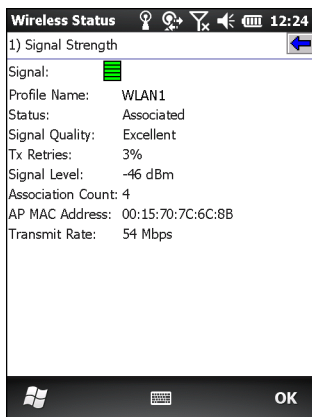 Wireless Status 12:24
1) Signal Strength
Signal:
Profile Name: WLAN1
Status: Associated
Signal Quality: Excellent
Tx Retries: 3%
Signal Level: -46 dBm
Association Count: 4
AP MAC Address: 00:15:70:7C:6C:8B
Transmit Rate: 54 Mbps
OK